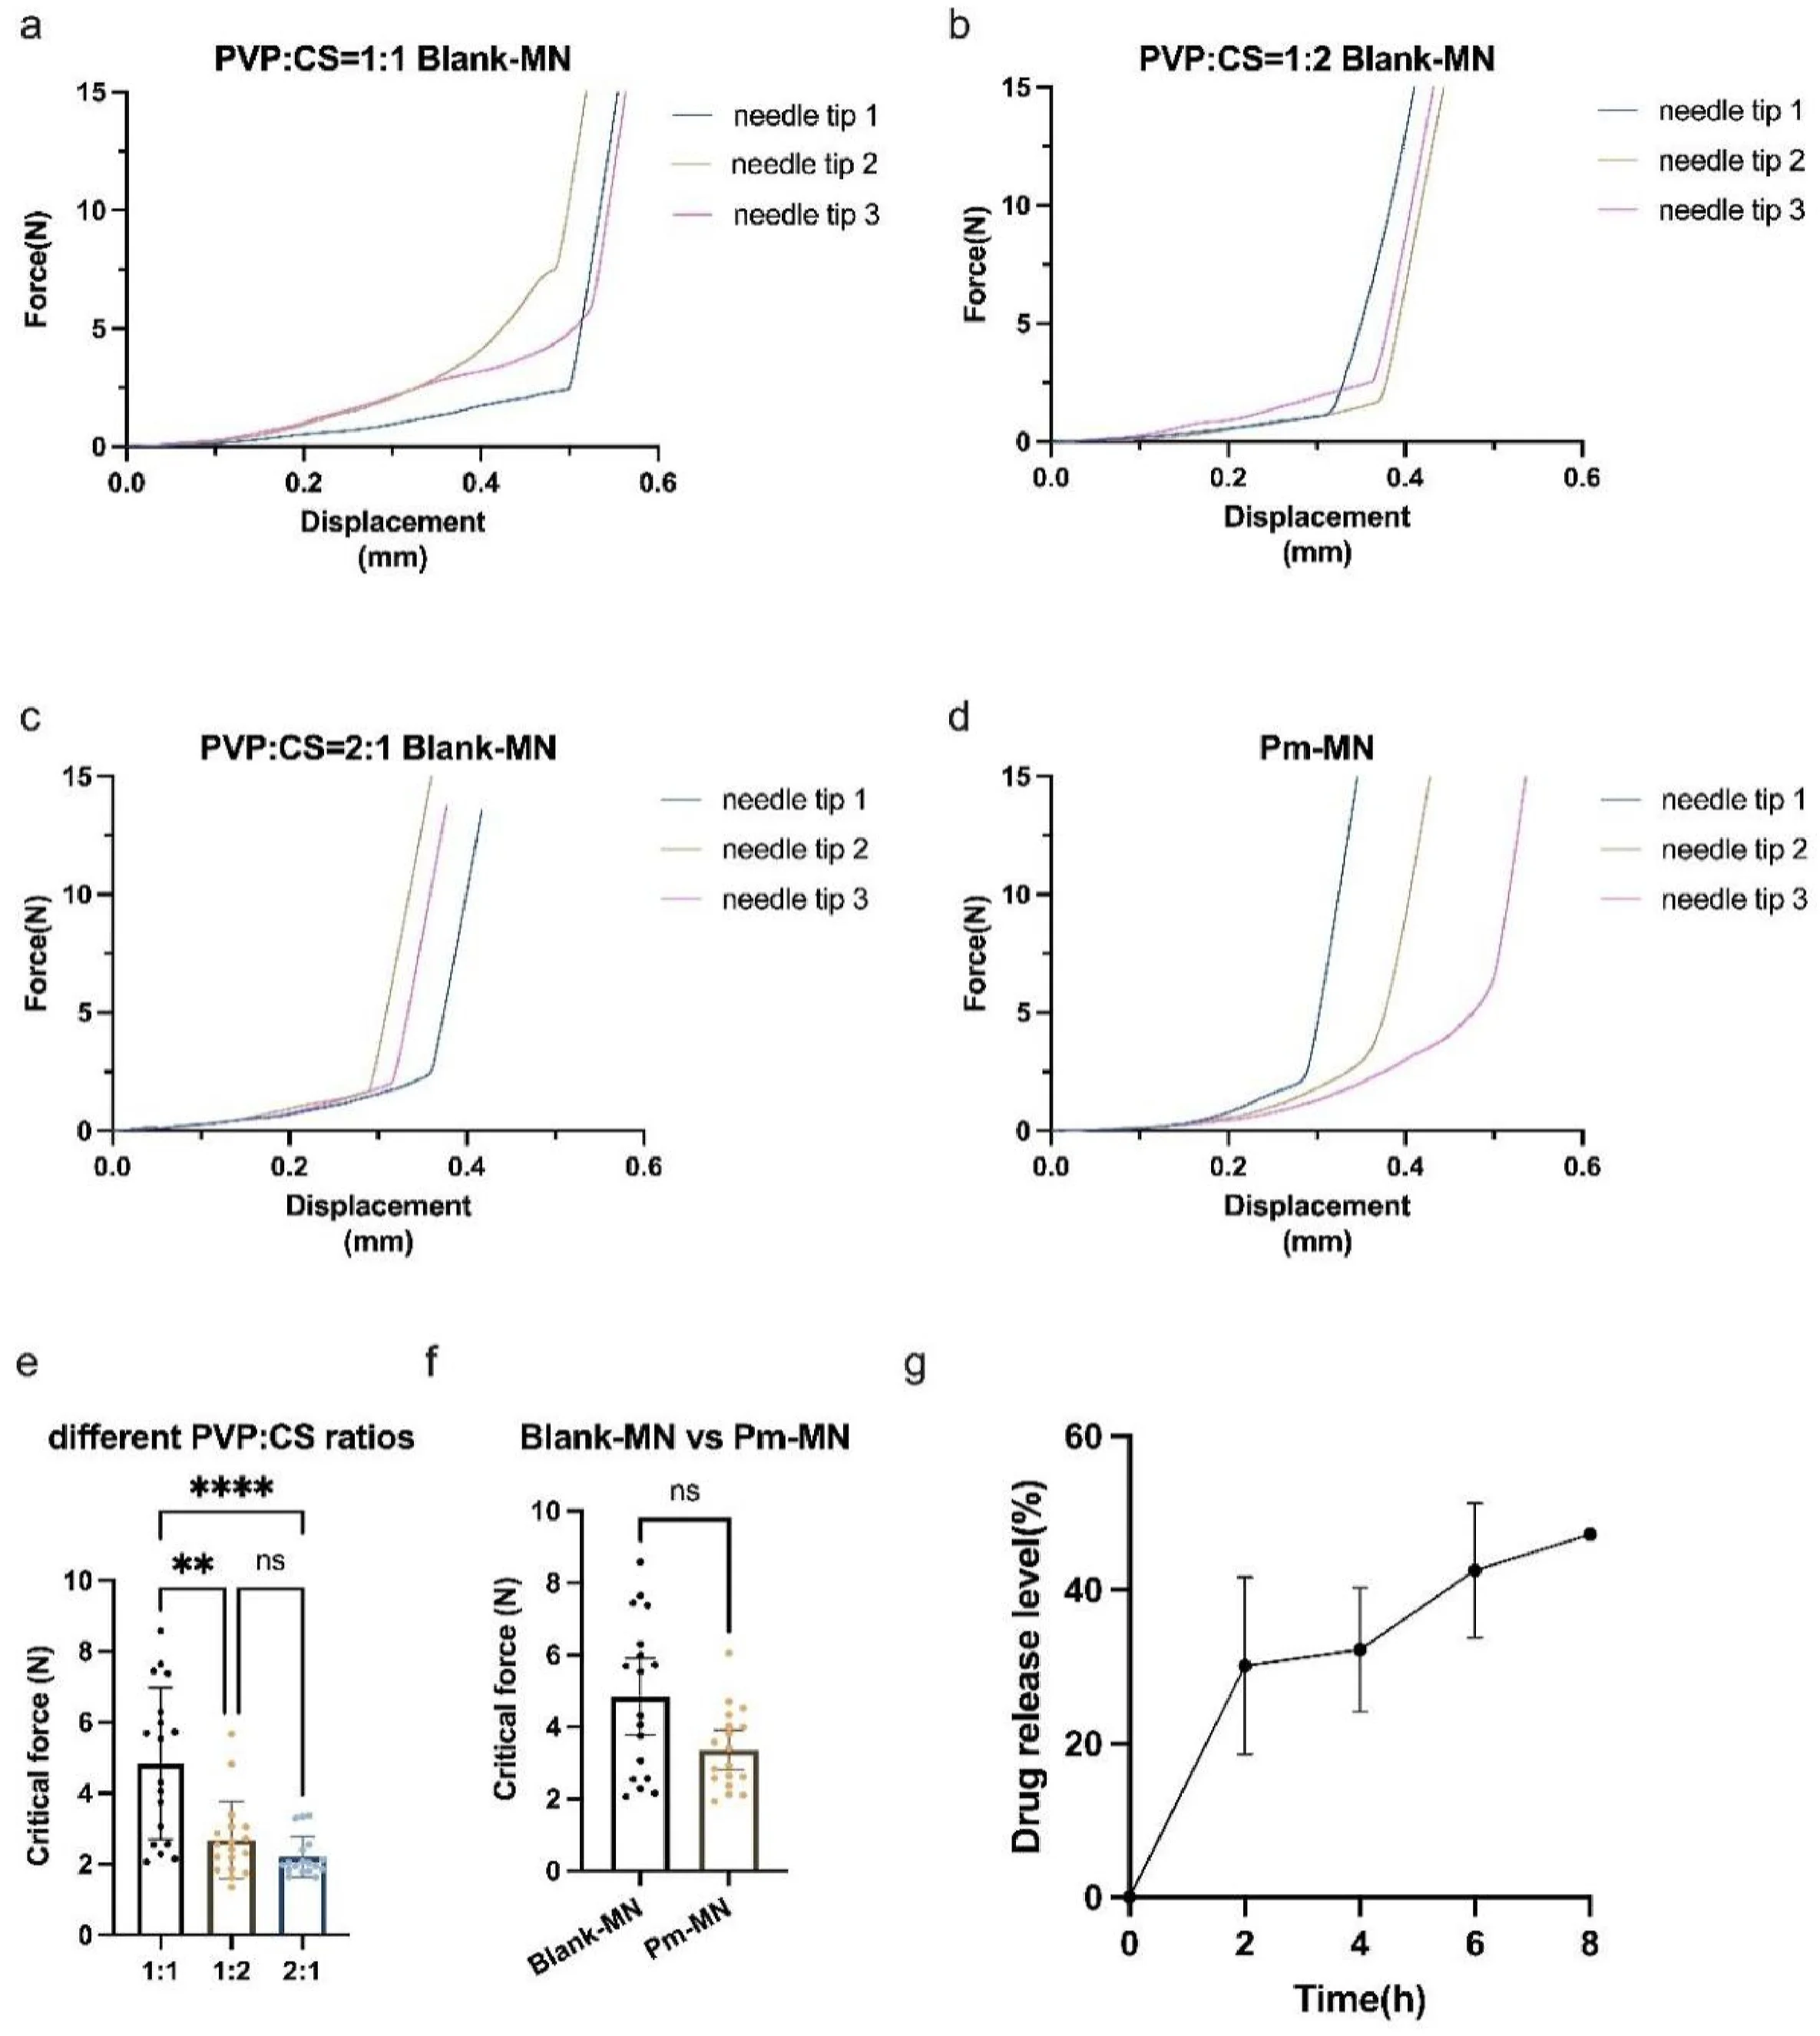 a
PVP:CS=1:1 Blank-MN
15
10
5
0
Force(N)
0.0 0.2 0.4 0.6
Displacement
(mm)
needle tip 1
needle tip 2
needle tip 3
b
PVP:CS=1:2 Blank-MN
15
10
5
0
Force(N)
0.0 0.2 0.4 0.6
Displacement
(mm)
needle tip 1
needle tip 2
needle tip 3
c
PVP:CS=2:1 Blank-MN
15
10
5
0
Force(N)
0.0 0.2 0.4 0.6
Displacement
(mm)
needle tip 1
needle tip 2
needle tip 3
d
Pm-MN
15
10
5
0
Force(N)
0.0 0.2 0.4 0.6
Displacement
(mm)
needle tip 1
needle tip 2
needle tip 3
e
different PVP:CS ratios
****
** ns
10
8
6
4
2
0
Critical force (N)
1:1 1:2 2:1
f
Blank-MN vs Pm-MN
ns
10
8
6
4
2
0
Critical force (N)
Blank-MN Pm-MN
g
60
40
20
0
Drug release level(%)
0 2 4 6 8
Time(h)